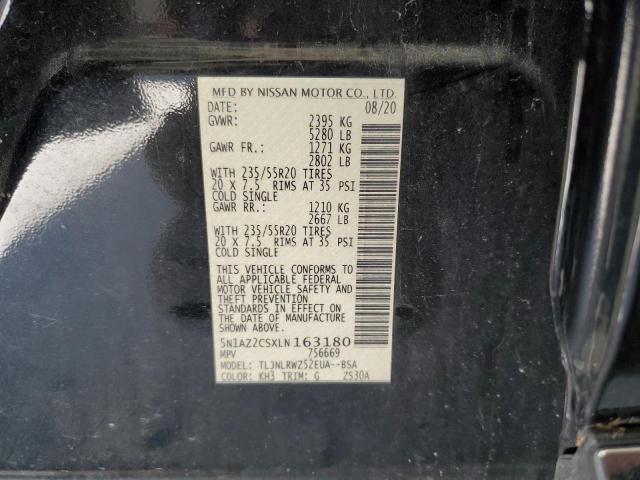 MFD BY NISSAN MOTOR CO., LTD.
DATE: 08/20
GVWR: 2395 KG
5280 LB
GAWR FR.: 1271 KG
2802 LB
WITH 235/55R20 TIRES
20 X 7.5 RIMS AT 35 PSI
COLD SINGLE
GAWR RR.: 1210 KG
2667 LB
WITH 235/55R20 TIRES
20 X 7.5 RIMS AT 35 PSI
COLD SINGLE
THIS VEHICLE CONFORMS TO
ALL APPLICABLE FEDERAL
MOTOR VEHICLE SAFETY AND
THEFT PREVENTION
STANDARDS IN EFFECT ON
THE DATE OF MANUFACTURE
SHOWN ABOVE.
5N1AZ2CSXLN163180
MPV 756669
MODEL: TLJNLRWZ52EUA--BSA
COLOR: KH3 TRIM: G ZS30A